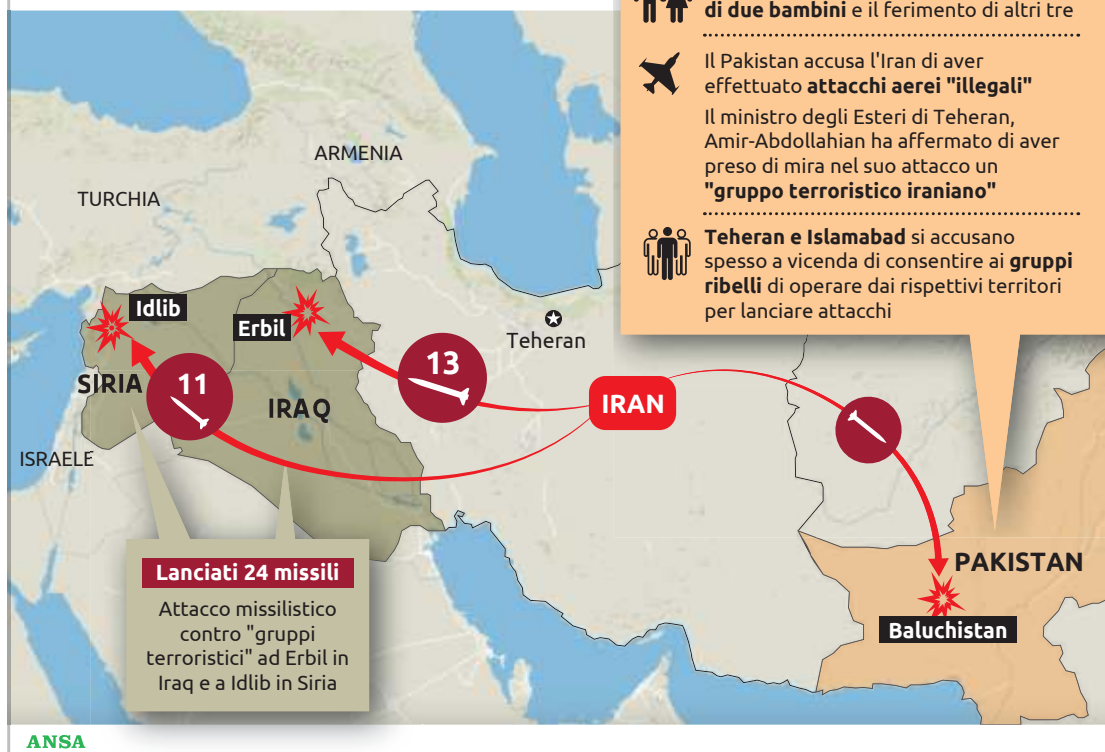 di due bambini e il ferimento di altri tre
Il Pakistan accusa l'Iran di aver
effettuato attacchi aerei "illegali"
Il ministro degli Esteri di Teheran,
Amir-Abdollahian ha affermato di aver
preso di mira nel suo attacco un
"gruppo terroristico iraniano"
Teheran e Islamabad si accusano
spesso a vicenda di consentire ai gruppi
ribelli di operare dai rispettivi territori
per lanciare attacchi
ARMENIA
TURCHIA
Idlib
Erbil
Teheran
13
SIRIA
11
IRAQ
IRAN
ISRAELE
PAKISTAN
Baluchistan
Lanciati 24 missili
Attacco missilistico
contro "gruppi
terroristici" ad Erbil in
Iraq e a Idlib in Siria
ANSA